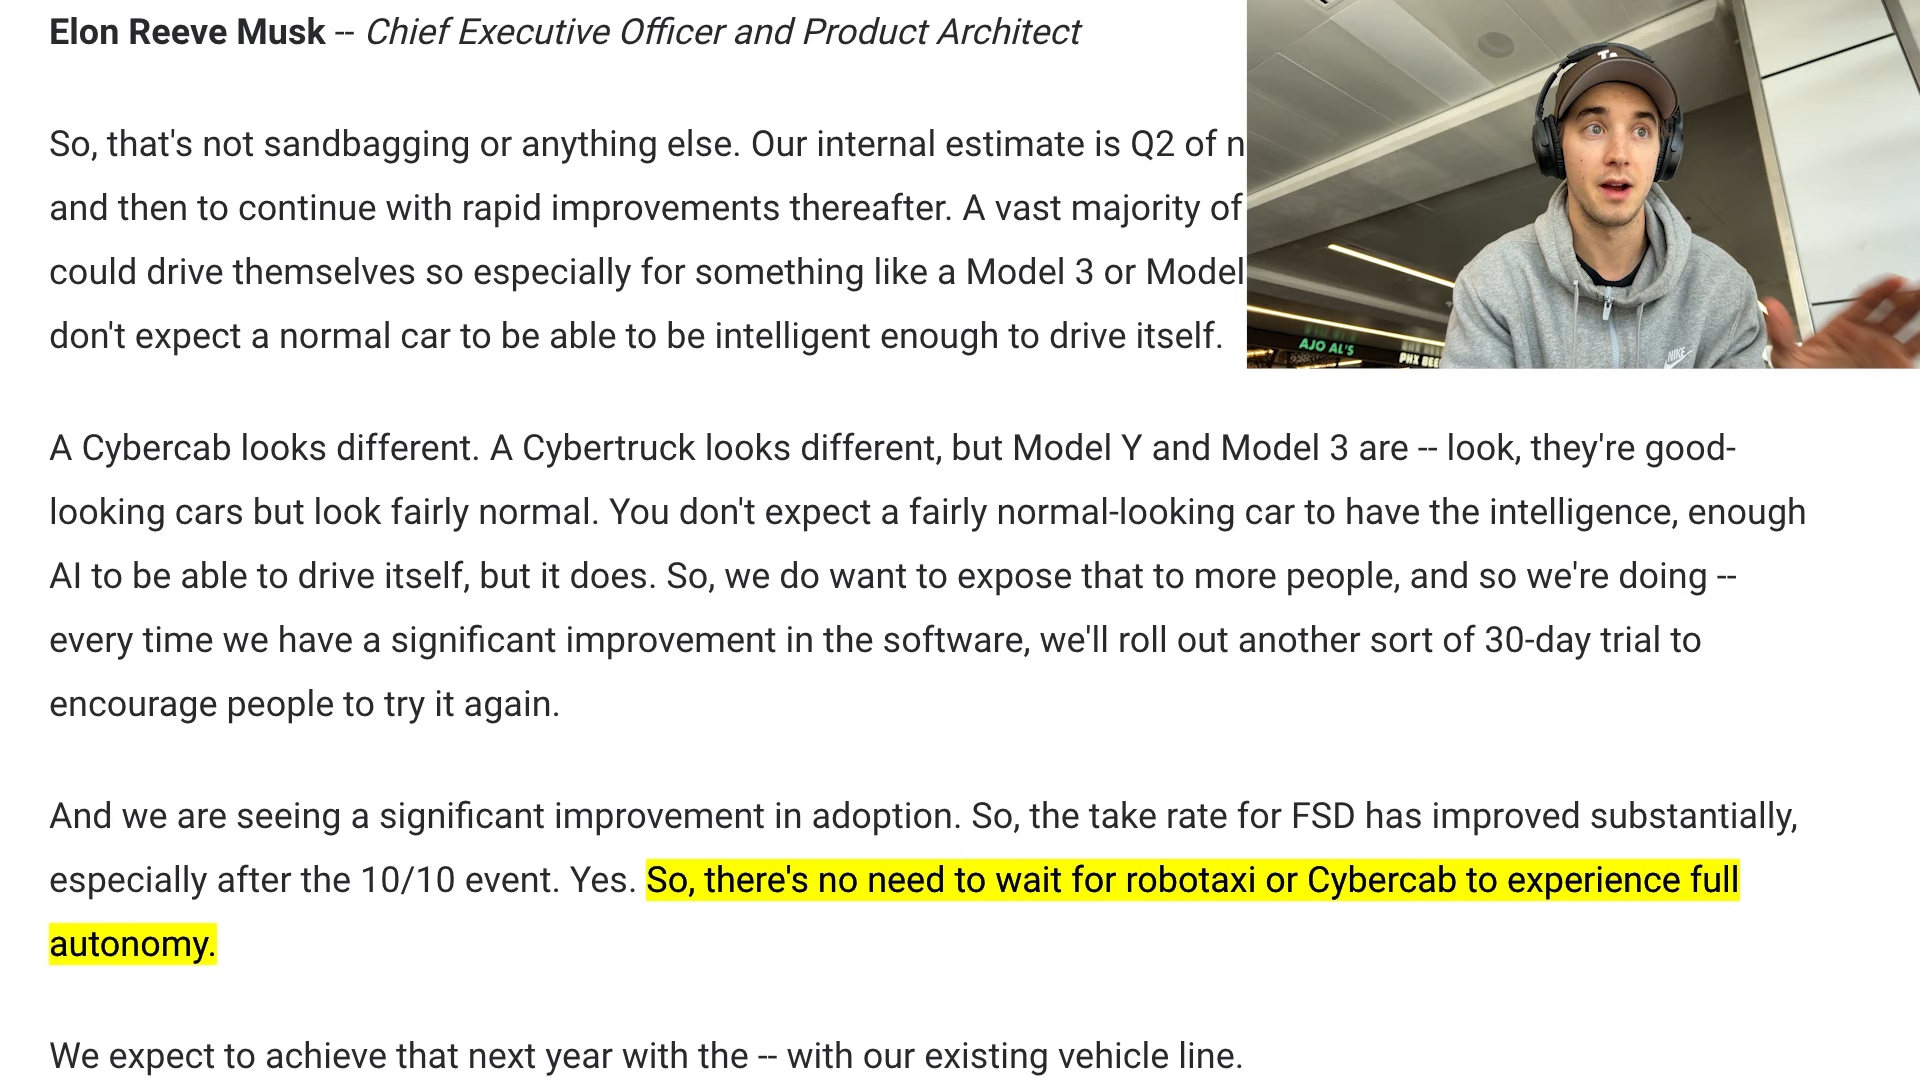 Elon Reeve Musk -- Chief Executive Officer and Product Architect
So, that's not sandbagging or anything else. Our internal estimate is Q2 of
and then to continue with rapid improvements thereafter. A vast majority of
could drive themselves so especially for something like a Model 3 or Model
don't expect a normal car to be able to be intelligent enough to drive itself.
AJO AL'S
PHX BEE
NIKE
A Cybercab looks different. A Cybertruck looks different, but Model Y and Model 3 are -- look, they're good-
looking cars but look fairly normal. You don't expect a fairly normal-looking car to have the intelligence, enough
AI to be able to drive itself, but it does. So, we do want to expose that to more people, and so we're doing --
every time we have a significant improvement in the software, we'll roll out another sort of 30-day trial to
encourage people to try it again.
And we are seeing a significant improvement in adoption. So, the take rate for FSD has improved substantially,
especially after the 10/10 event. Yes. So, there's no need to wait for robotaxi or Cybercab to experience full
autonomy.
We expect to achieve that next year with the -- with our existing vehicle line.